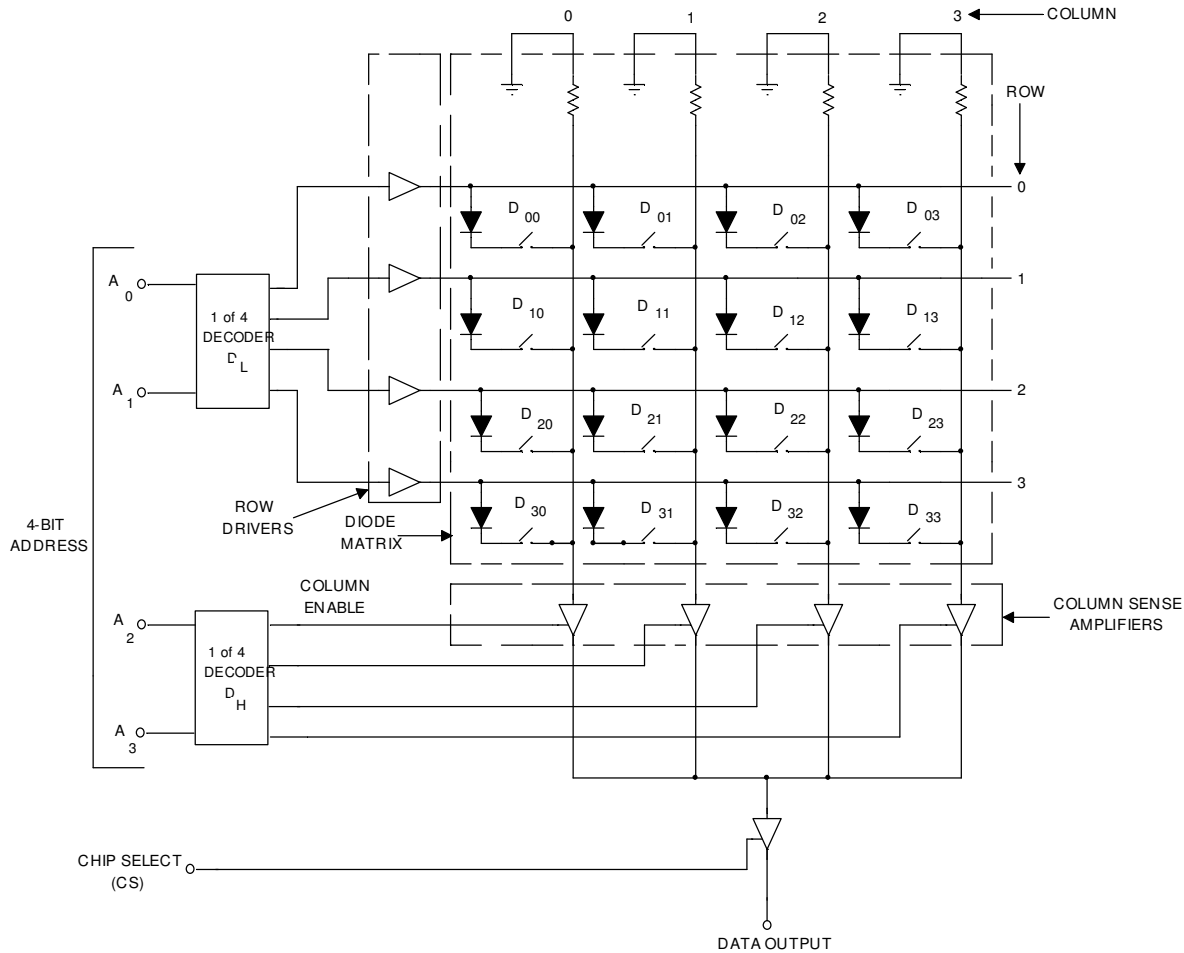 0 1 2 3 COLUMN
ROW
0
D 00 D 01 D 02 D 03
1
A 0
D 10 D 11 D 12 D 13
1 of 4
DECODER
D L
A 1
2
D 20 D 21 D 22 D 23
3
ROW
DRIVERS
DIODE
MATRIX
D 30 D 31 D 32 D 33
4-BIT
ADDRESS
COLUMN
ENABLE
COLUMN SENSE
AMPLIFIERS
A 2
1 of 4
DECODER
D H
A 3
CHIP SELECT
(CS)
DATA OUTPUT